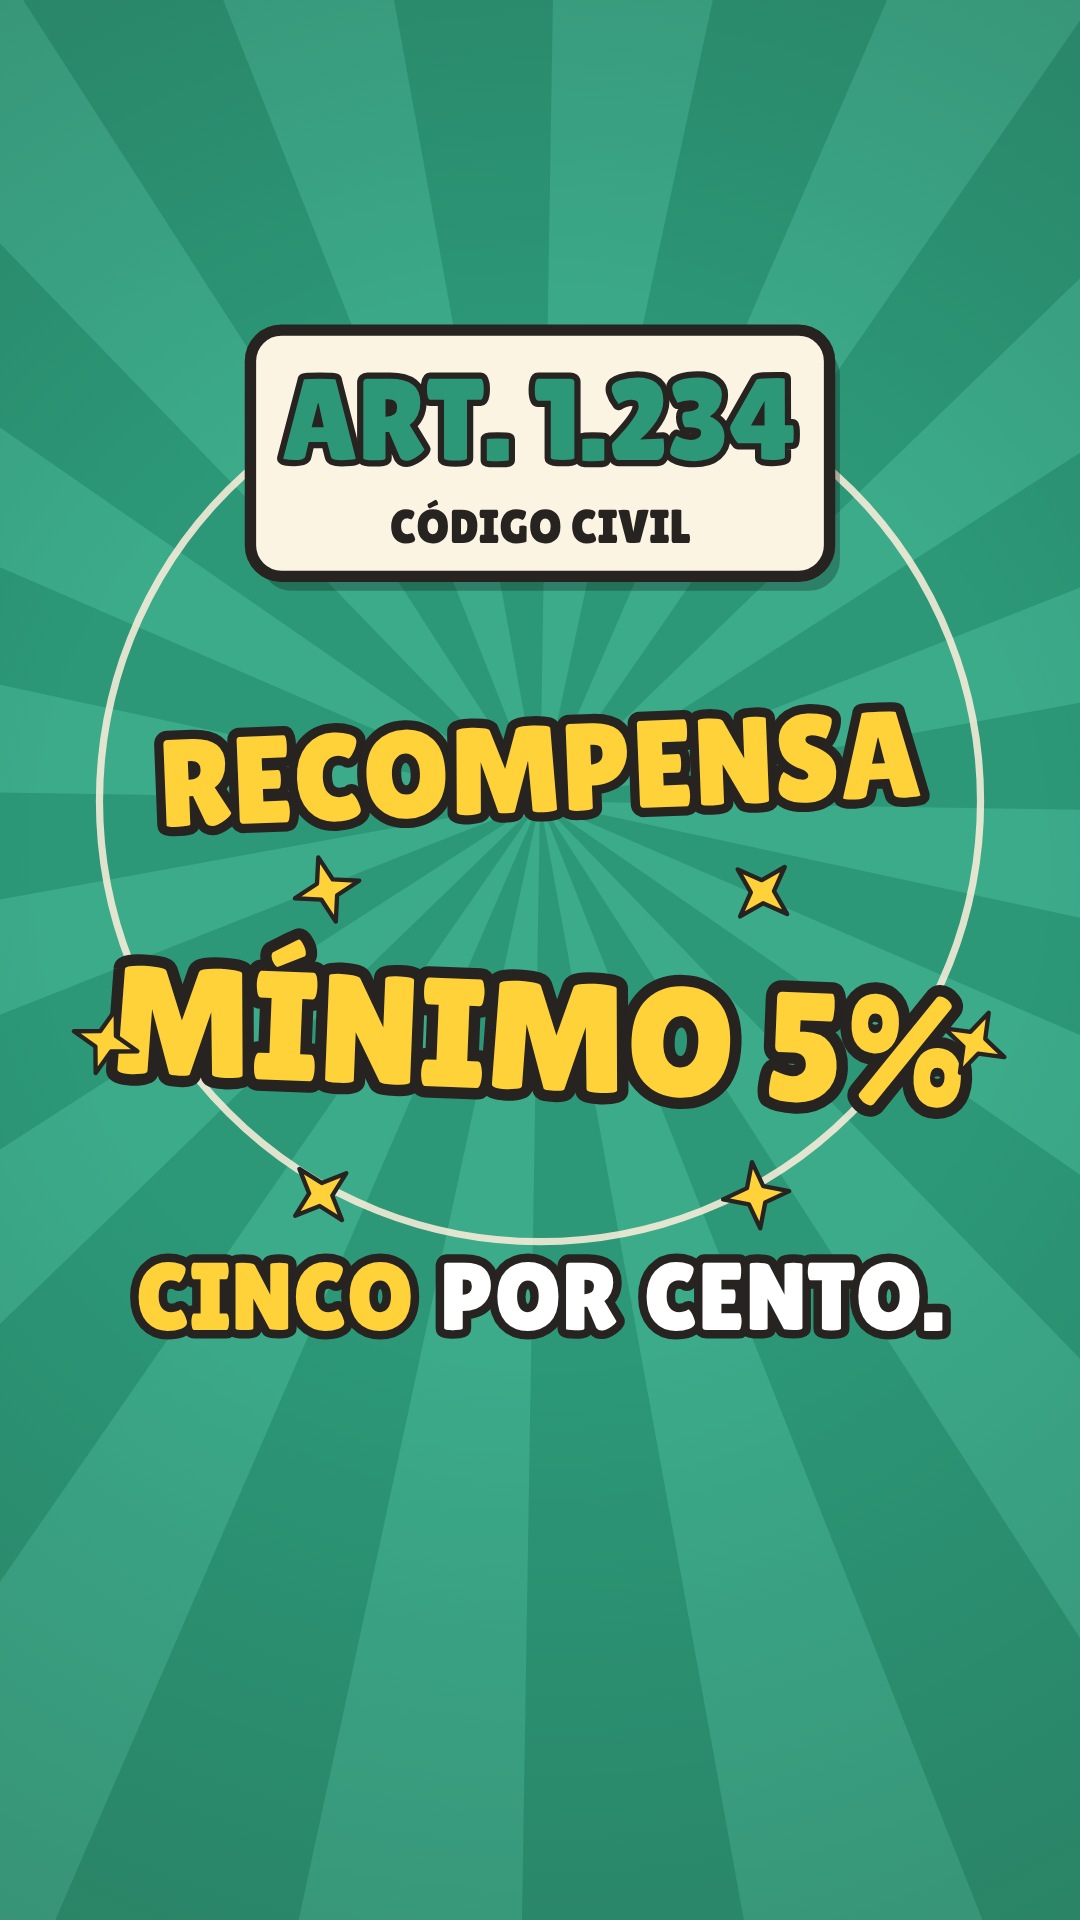 ART. 1.234
CÓDIGO CIVIL
RECOMPENSA
MÍNIMO 5%
CINCO POR CENTO.